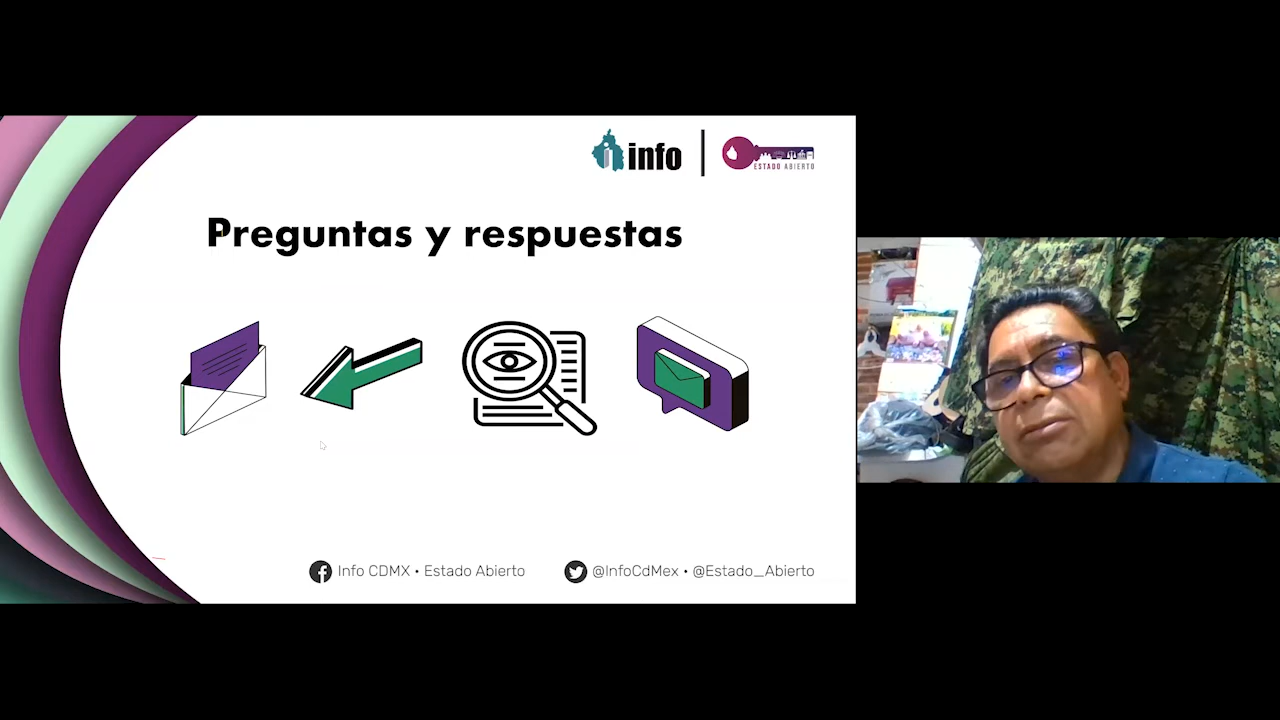 info
ESTADO ABIERTO
Preguntas y respuestas
Info CDMX • Estado Abierto
@InfoCdMex • @Estado_Abierto